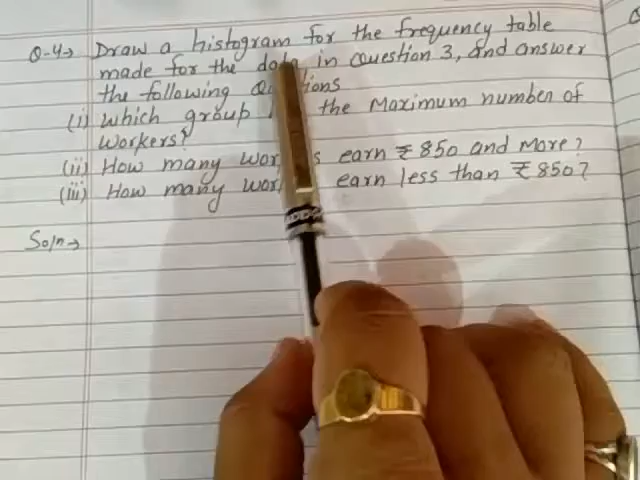 Q-4→ Draw a histogram for the frequency table
made for the data in Question 3, and answer
the following
(i) Which group the Maximum number of
Workers?
(ii) How many earn ₹ 850 and More?
(iii) How many earn less than ₹ 850?
Soln→